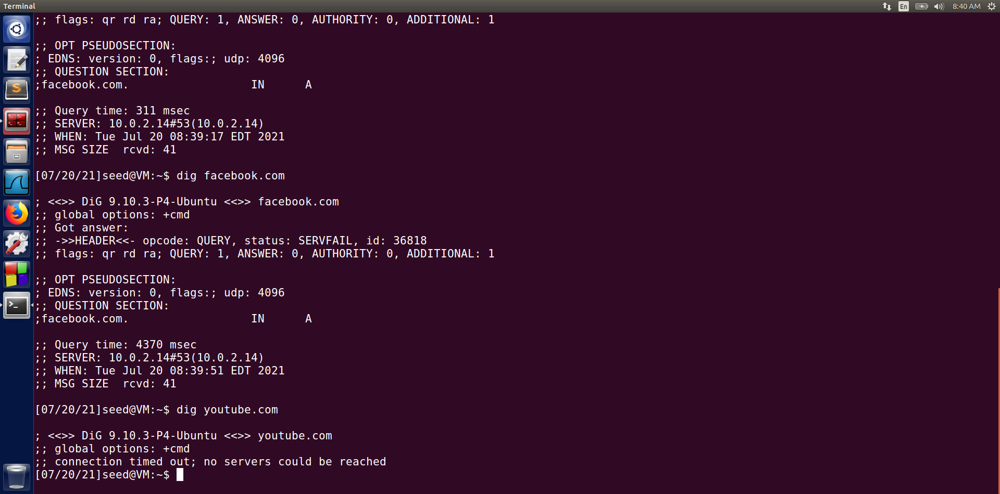 Terminal
En
8:40 AM
;; flags: qr rd ra; QUERY: 1, ANSWER: 0, AUTHORITY: 0, ADDITIONAL: 1
;; OPT PSEUDOSECTION:
; EDNS: version: 0, flags:; udp: 4096
;; QUESTION SECTION:
;facebook.com. IN A
;; Query time: 311 msec
;; SERVER: 10.0.2.14#53(10.0.2.14)
;; WHEN: Tue Jul 20 08:39:17 EDT 2021
;; MSG SIZE  rcvd: 41
[07/20/21]seed@VM:~$ dig facebook.com
; <<>> DiG 9.10.3-P4-Ubuntu <<>> facebook.com
;; global options: +cmd
;; Got answer:
;; ->>HEADER<<- opcode: QUERY, status: SERVFAIL, id: 36818
;; flags: qr rd ra; QUERY: 1, ANSWER: 0, AUTHORITY: 0, ADDITIONAL: 1
;; OPT PSEUDOSECTION:
; EDNS: version: 0, flags:; udp: 4096
;; QUESTION SECTION:
;facebook.com. IN A
;; Query time: 4370 msec
;; SERVER: 10.0.2.14#53(10.0.2.14)
;; WHEN: Tue Jul 20 08:39:51 EDT 2021
;; MSG SIZE  rcvd: 41
[07/20/21]seed@VM:~$ dig youtube.com
; <<>> DiG 9.10.3-P4-Ubuntu <<>> youtube.com
;; global options: +cmd
;; connection timed out; no servers could be reached
[07/20/21]seed@VM:~$